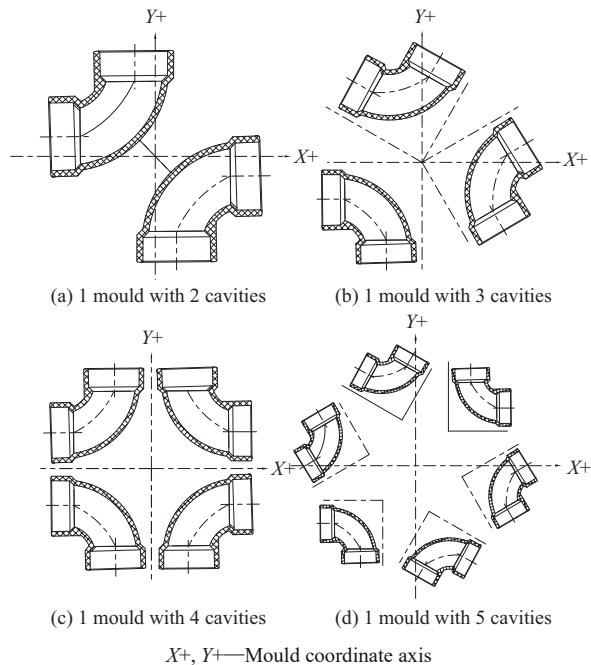 Y+
X+
(a) 1 mould with 2 cavities
Y+
X+
(b) 1 mould with 3 cavities
Y+
X+
(c) 1 mould with 4 cavities
Y+
X+
(d) 1 mould with 5 cavities
X+, Y+—Mould coordinate axis